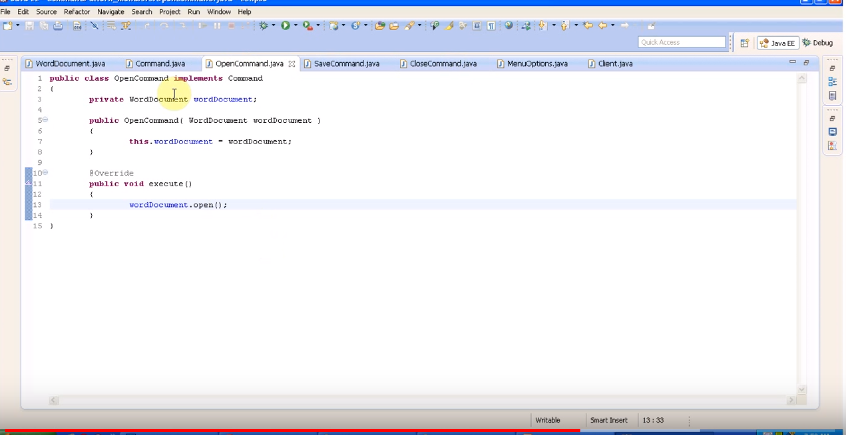 File Edit Source Refactor Navigate Search Project Run Window Help
Quick Access
Java EE
Debug
WordDocument.java Command.java OpenCommand.java SaveCommand.java CloseCommand.java MenuOptions.java Client.java
1 public class OpenCommand implements Command
2 {
3 private WordDocument wordDocument;
4
5 public OpenCommand( WordDocument wordDocument )
6 {
7 this.wordDocument = wordDocument;
8 }
9
10 @Override
11 public void execute()
12 {
13 wordDocument.open();
14 }
15 }
Writable Smart Insert 13 : 33